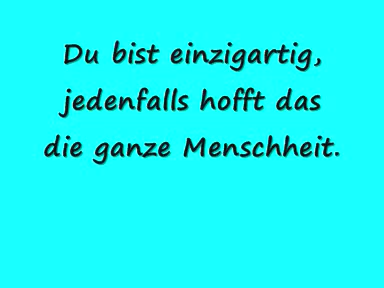 Du bist einzigartig,
jedenfalls hofft das
die ganze Menschheit.